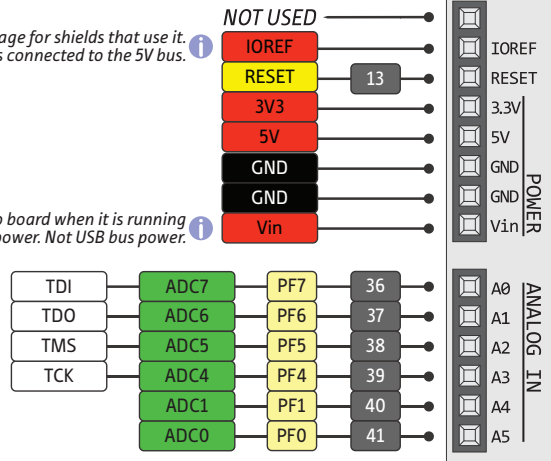 NOT USED
age for shields that use it. IOREF IOREF
s connected to the 5V bus.
RESET 13 RESET
3V3 3.3V
5V 5V
GND GND
GND GND
POWER
o board when it is running
power. Not USB bus power. Vin Vin
TDI ADC7 PF7 36 A0
TDO ADC6 PF6 37 A1
TMS ADC5 PF5 38 A2
TCK ADC4 PF4 39 A3
ADC1 PF1 40 A4
ADC0 PF0 41 A5
ANALOG IN